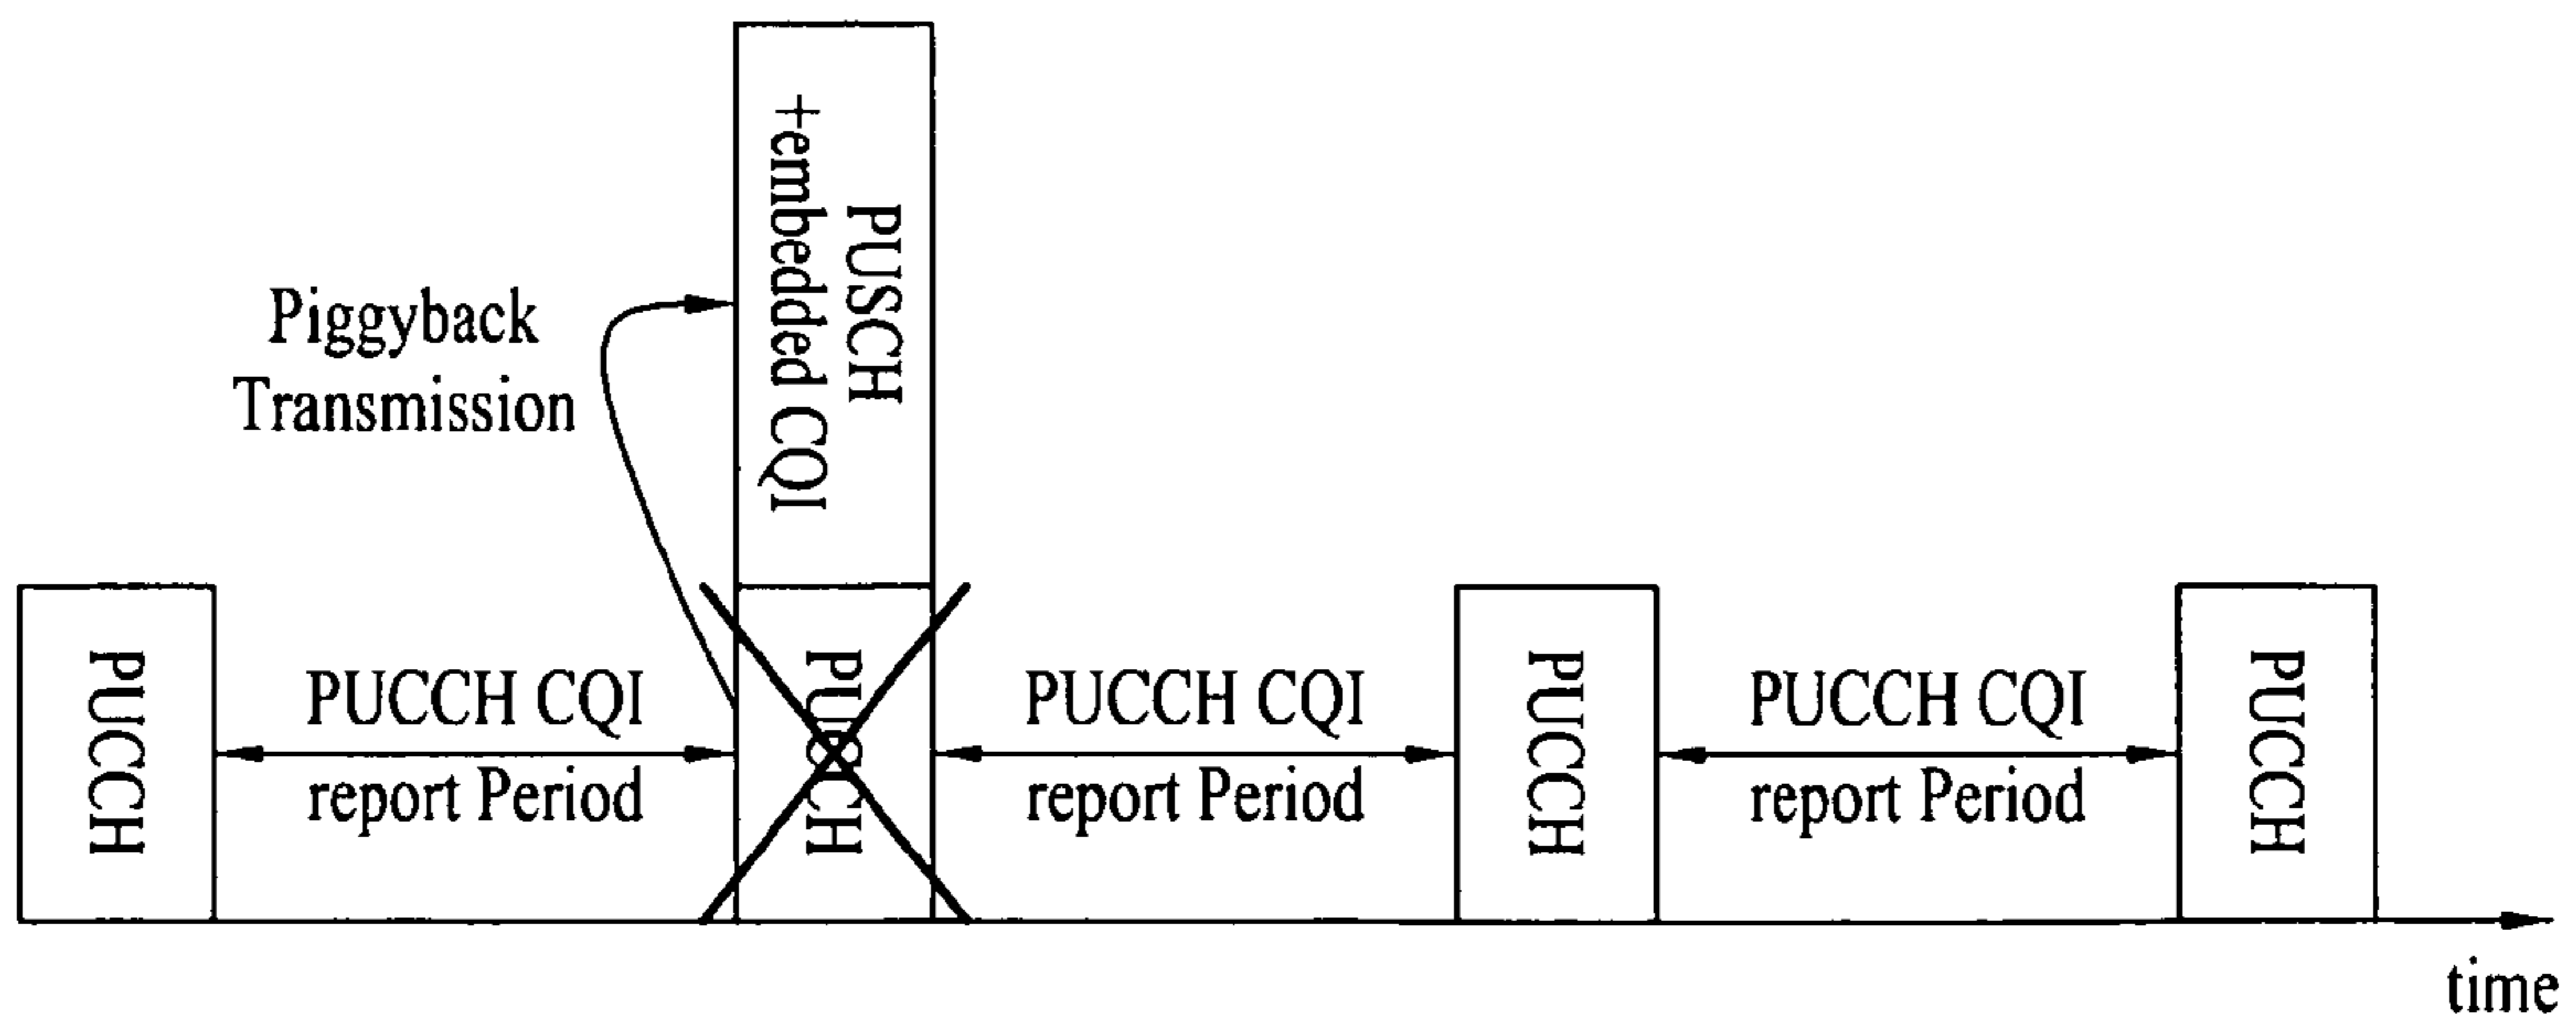 PUSCH
+embedded CQI
Piggyback
Transmission
PUCCH
PUCCH CQI
report Period
PUCCH
PUCCH CQI
report Period
PUCCH
PUCCH CQI
report Period
PUCCH
time